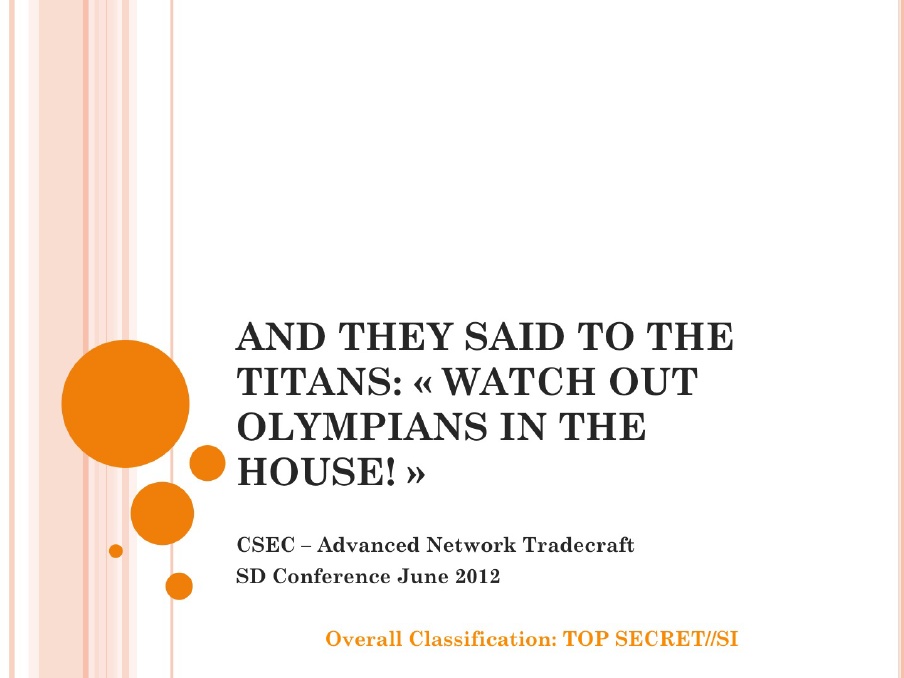 AND THEY SAID TO THE
TITANS: « WATCH OUT
OLYMPIANS IN THE
HOUSE! »
CSEC – Advanced Network Tradecraft
SD Conference June 2012
Overall Classification: TOP SECRET//SI